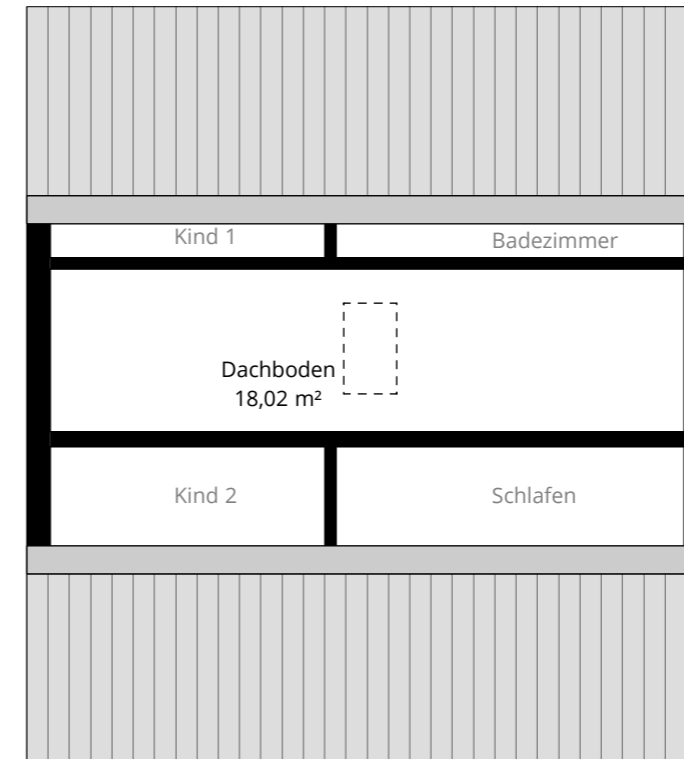 Kind 1
Badezimmer
Dachboden
18,02 m²
Kind 2
Schlafen